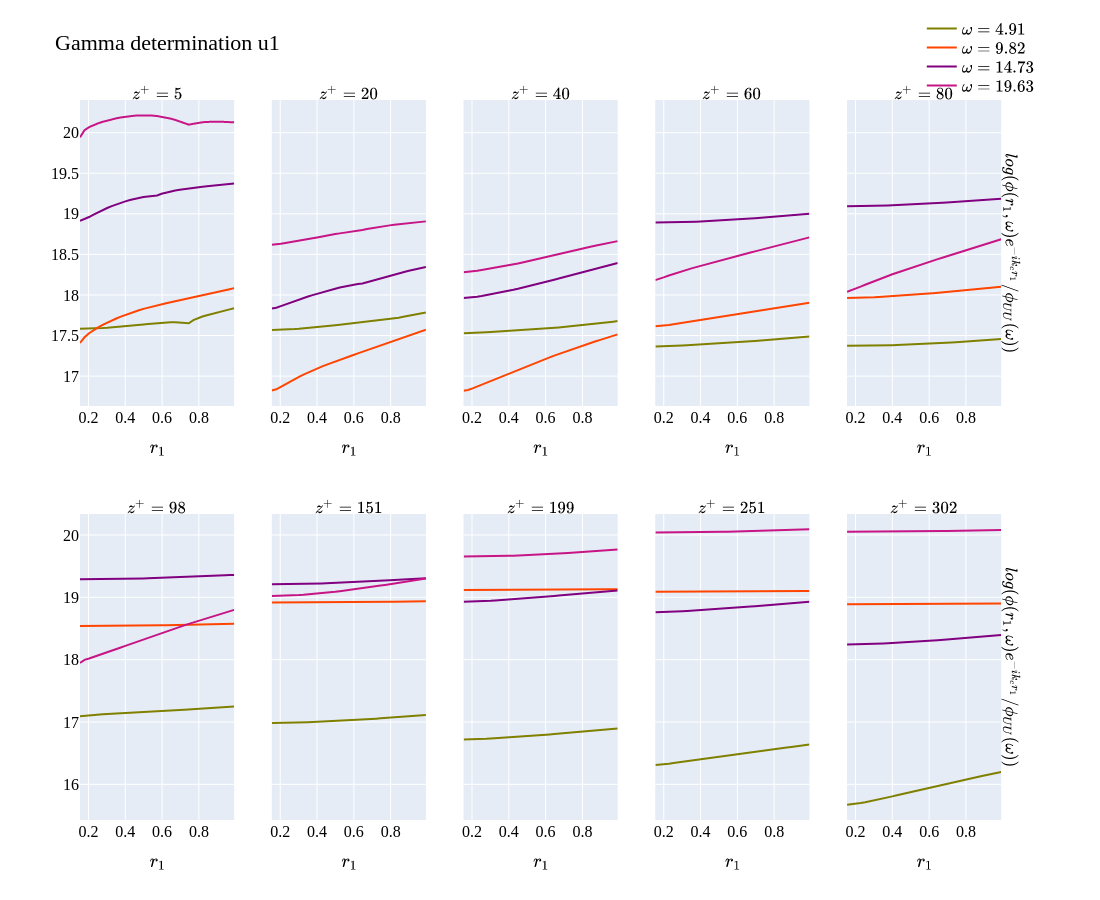 Gamma determination u1
ω = 4.91
ω = 9.82
ω = 14.73
ω = 19.63
z⁺ = 5 z⁺ = 20 z⁺ = 40 z⁺ = 60 z⁺ = 80
20
19.5
19
18.5
18
17.5
17
log(ϕ(r₁, ω)e^{−ik_c r₁}/ϕ_{UU}(ω))
0.2 0.4 0.6 0.8 0.2 0.4 0.6 0.8 0.2 0.4 0.6 0.8 0.2 0.4 0.6 0.8 0.2 0.4 0.6 0.8
r₁ r₁ r₁ r₁ r₁
z⁺ = 98 z⁺ = 151 z⁺ = 199 z⁺ = 251 z⁺ = 302
20
19
18
17
16
log(ϕ(r₁, ω)e^{−ik_c r₁}/ϕ_{UU}(ω))
0.2 0.4 0.6 0.8 0.2 0.4 0.6 0.8 0.2 0.4 0.6 0.8 0.2 0.4 0.6 0.8 0.2 0.4 0.6 0.8
r₁ r₁ r₁ r₁ r₁